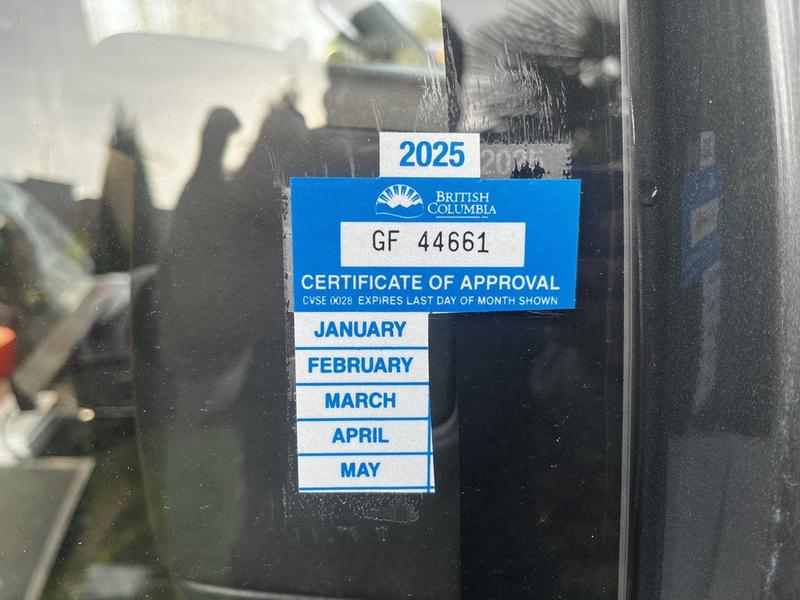 2025
BRITISH
COLUMBIA
GF 44661
CERTIFICATE OF APPROVAL
CVSE 0028 EXPIRES LAST DAY OF MONTH SHOWN
JANUARY
FEBRUARY
MARCH
APRIL
MAY